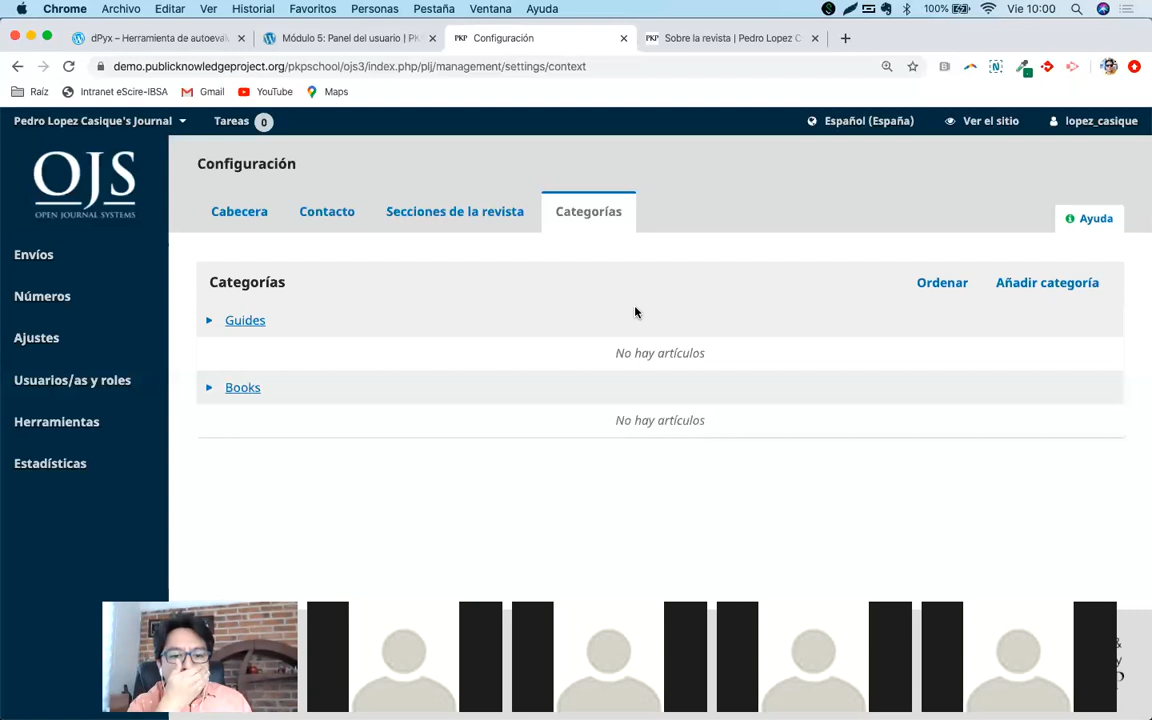 Chrome Archivo Editar Ver Historial Favoritos Personas Pestaña Ventana Ayuda 100% Vie 10:00
dPyx – Herramienta de autoeval Módulo 5: Panel del usuario | PK PKP Configuración PKP Sobre la revista | Pedro Lopez C
demo.publicknowledgeproject.org/pkpschool/ojs3/index.php/plj/management/settings/context
Raíz Intranet eScire-IBSA Gmail YouTube Maps
Pedro Lopez Casique's Journal Tareas 0 Español (España) Ver el sitio lopez_casique
OJS
OPEN JOURNAL SYSTEMS
Configuración
Cabecera Contacto Secciones de la revista Categorías
Ayuda
Envíos
Números
Ajustes
Usuarios/as y roles
Herramientas
Estadísticas
Categorías Ordenar Añadir categoría
Guides
No hay artículos
Books
No hay artículos
&
y